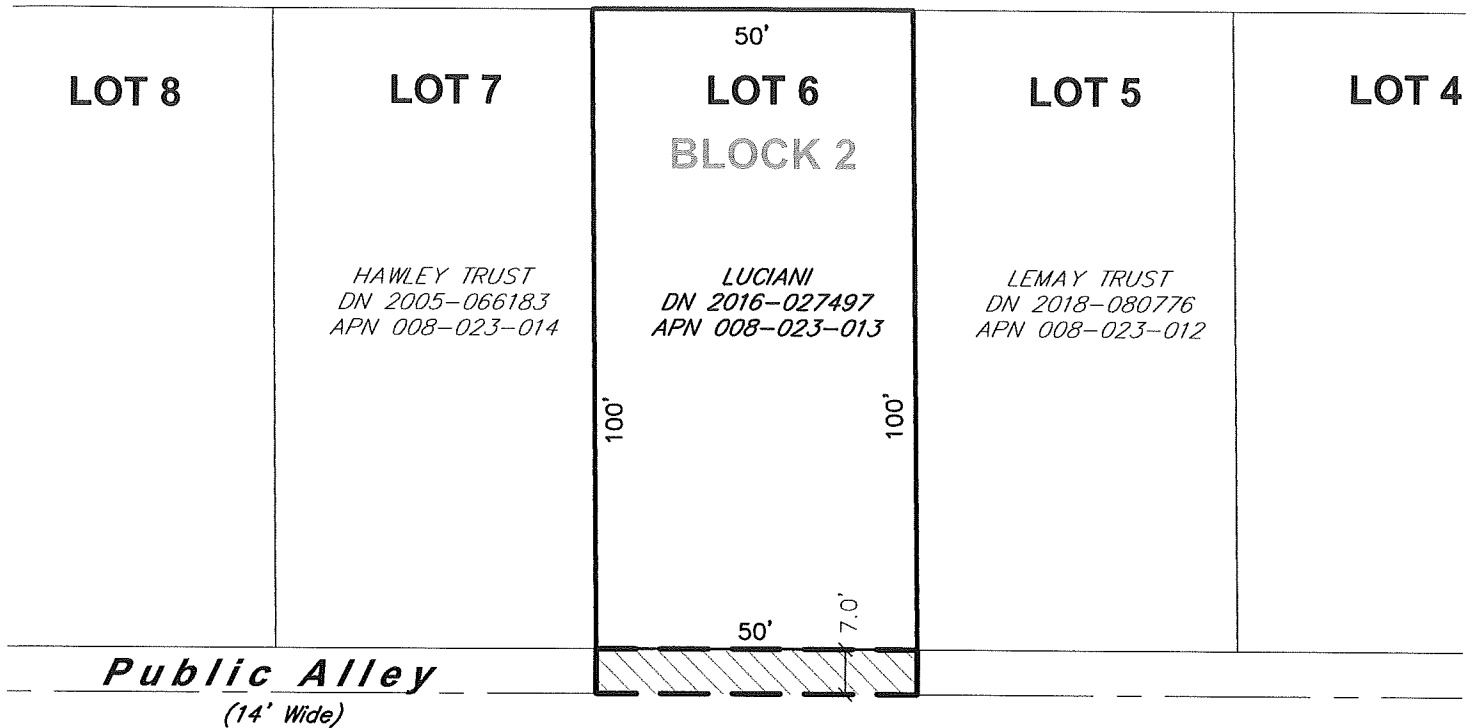 50'
LOT 8
LOT 7
LOT 6
LOT 5
LOT 4
BLOCK 2
HAWLEY TRUST
DN 2005-066183
APN 008-023-014
LUCIANI
DN 2016-027497
APN 008-023-013
LEMAY TRUST
DN 2018-080776
APN 008-023-012
100'
100'
50'
7.0'
Public Alley
(14' Wide)